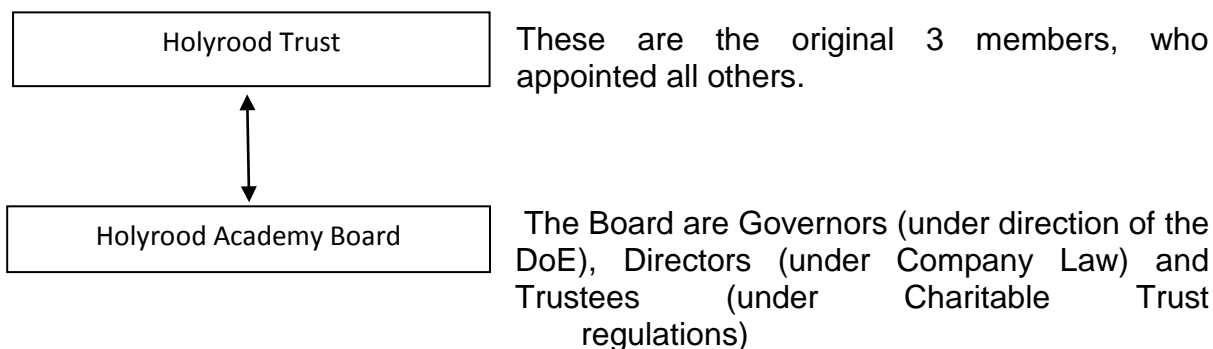 Holyrood Trust
These are the original 3 members, who
appointed all others.
Holyrood Academy Board
The Board are Governors (under direction of the
DoE), Directors (under Company Law) and
Trustees (under Charitable Trust
regulations)